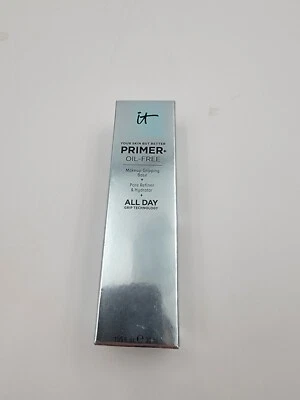 it
YOUR SKIN BUT BETTER
PRIMER+
OIL-FREE
Makeup Gripping
Base
+
Pore Refiner
& Hydrator
+
ALL DAY
GRIP TECHNOLOGY